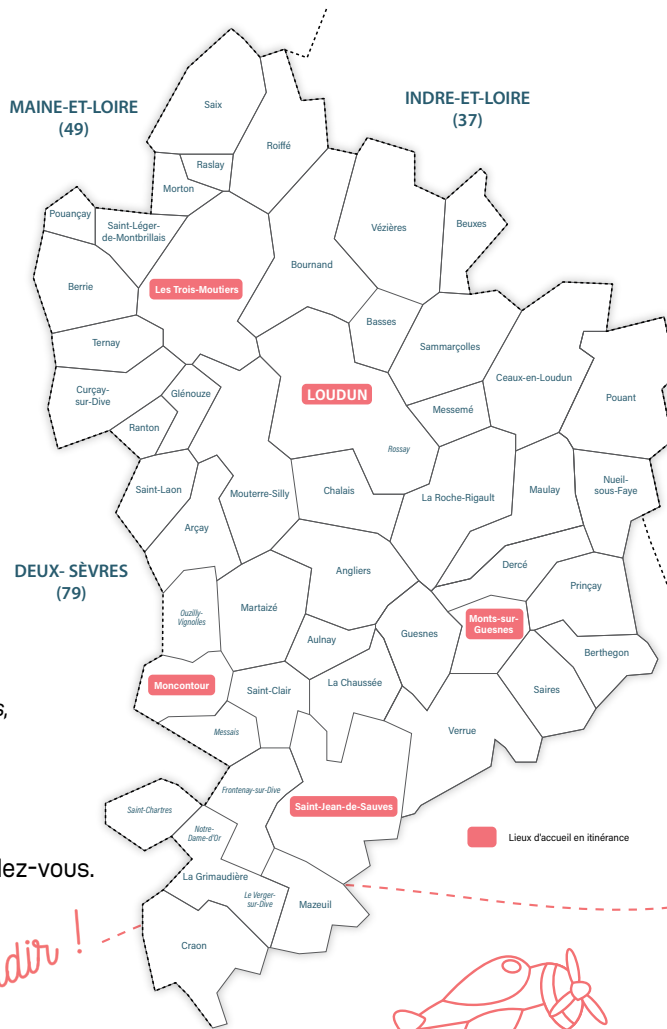 MAINE-ET-LOIRE
(49)
INDRE-ET-LOIRE
(37)
Saix
Roiffé
Raslay
Morton
Pouançay
Saint-Léger-
de-Montbrillais
Vézières
Beuxes
Bournand
Berrie
Les Trois-Moutiers
Basses
Ternay
Sammarçolles
Ceaux-en-Loudun
Curçay-
sur-Dive
Glénouze
LOUDUN
Pouant
Messemé
Ranton
Rossay
Saint-Laon
Mouterre-Silly
Chalais
La Roche-Rigault
Maulay
Nueil-
sous-Faye
Arçay
DEUX- SÈVRES
(79)
Angliers
Dercé
Prinçay
Ouzilly-
Vignolles
Martaizé
Aulnay
Guesnes
Monts-sur-
Guesnes
Berthegon
Moncontour
Saint-Clair
La Chaussée
Saires
s,
Messais
Verrue
Frontenay-sur-Dive
Saint-Chartres
Saint-Jean-de-Sauves
Notre-
Dame-d'Or
Lieux d'accueil en itinérance
dez-vous.
La Grimaudière
Le Verger-
sur-Dive
Mazeuil
Craon
dir !